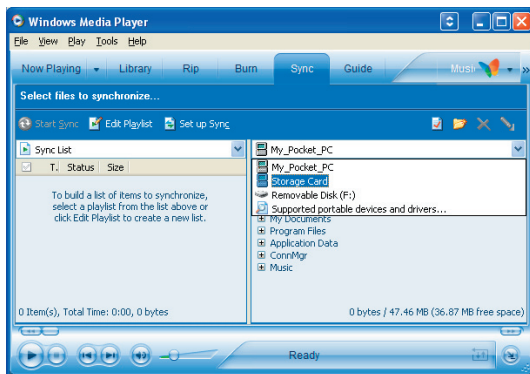 Windows Media Player
File View Play Tools Help
Now Playing Library Rip Burn Sync Guide Music
Select files to synchronize...
Start Sync Edit Playlist Set up Sync
Sync List
My_Pocket_PC
T. Status Size
My_Pocket_PC
Storage Card
Removable Disk (F:)
Supported portable devices and drivers...
To build a list of items to synchronize,
select a playlist from the list above or
click Edit Playlist to create a new list.
My Documents
Program Files
Application Data
ConnMgr
Music
0 Item(s), Total Time: 0:00, 0 bytes
0 bytes / 47.46 MB (36.87 MB free space)
Ready